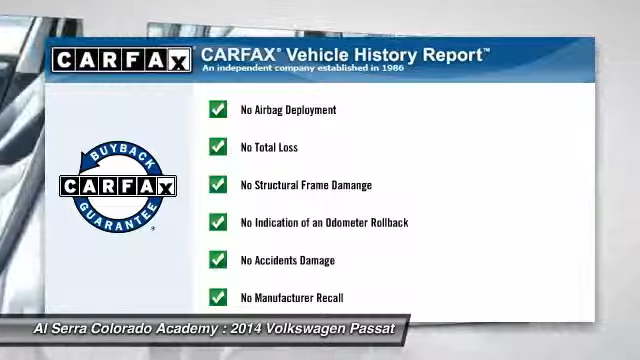 CARFAX CARFAX® Vehicle History Report™
An independent company established in 1986
No Airbag Deployment
No Total Loss
BUYBACK
CARFAX
GUARANTEE®
No Structural Frame Damange
No Indication of an Odometer Rollback
No Accidents Damage
No Manufacturer Recall
Al Serra Colorado Academy : 2014 Volkswagen Passat